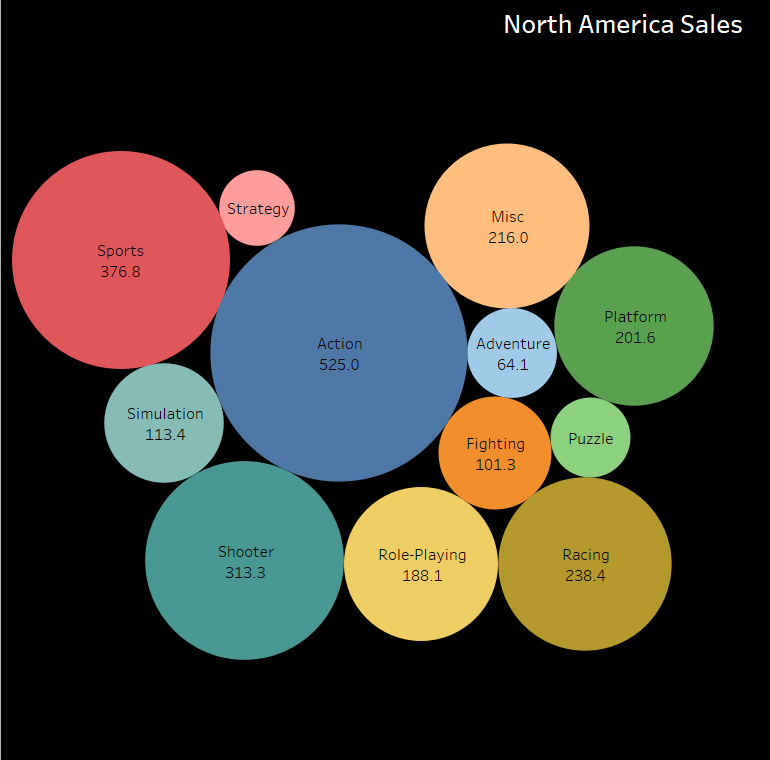 North America Sales
Sports
376.8
Strategy
Misc
216.0
Action
525.0
Adventure
64.1
Platform
201.6
Simulation
113.4
Fighting
101.3
Puzzle
Shooter
313.3
Role-Playing
188.1
Racing
238.4